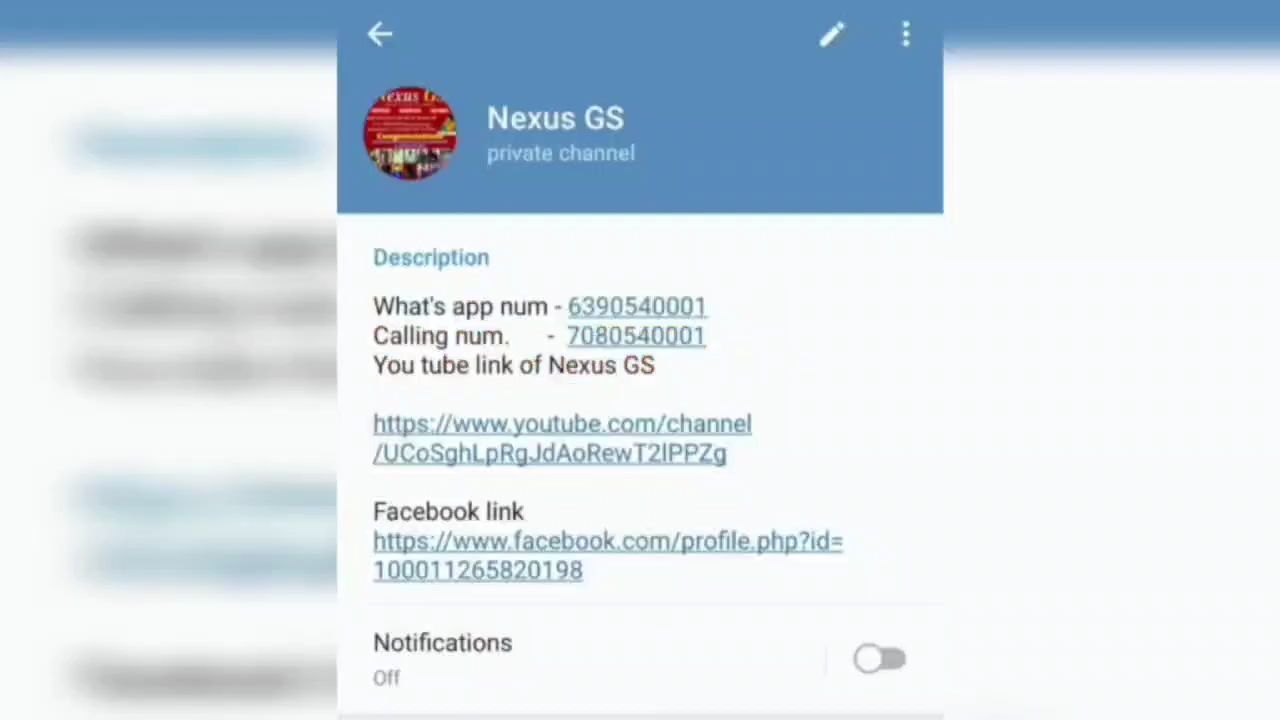 Nexus GS
private channel
Description
What's app num - 6390540001
Calling num. - 7080540001
You tube link of Nexus GS
https://www.youtube.com/channel
/UCoSghLpRgJdAoRewT2lPPZg
Facebook link
https://www.facebook.com/profile.php?id=
100011265820198
Notifications
Off